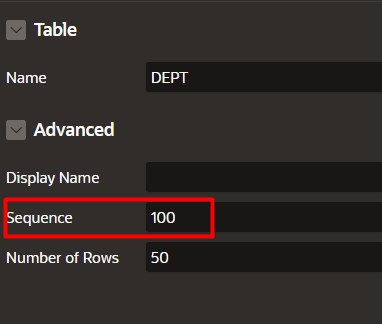 Table
Name DEPT
Advanced
Display Name
Sequence 100
Number of Rows 50